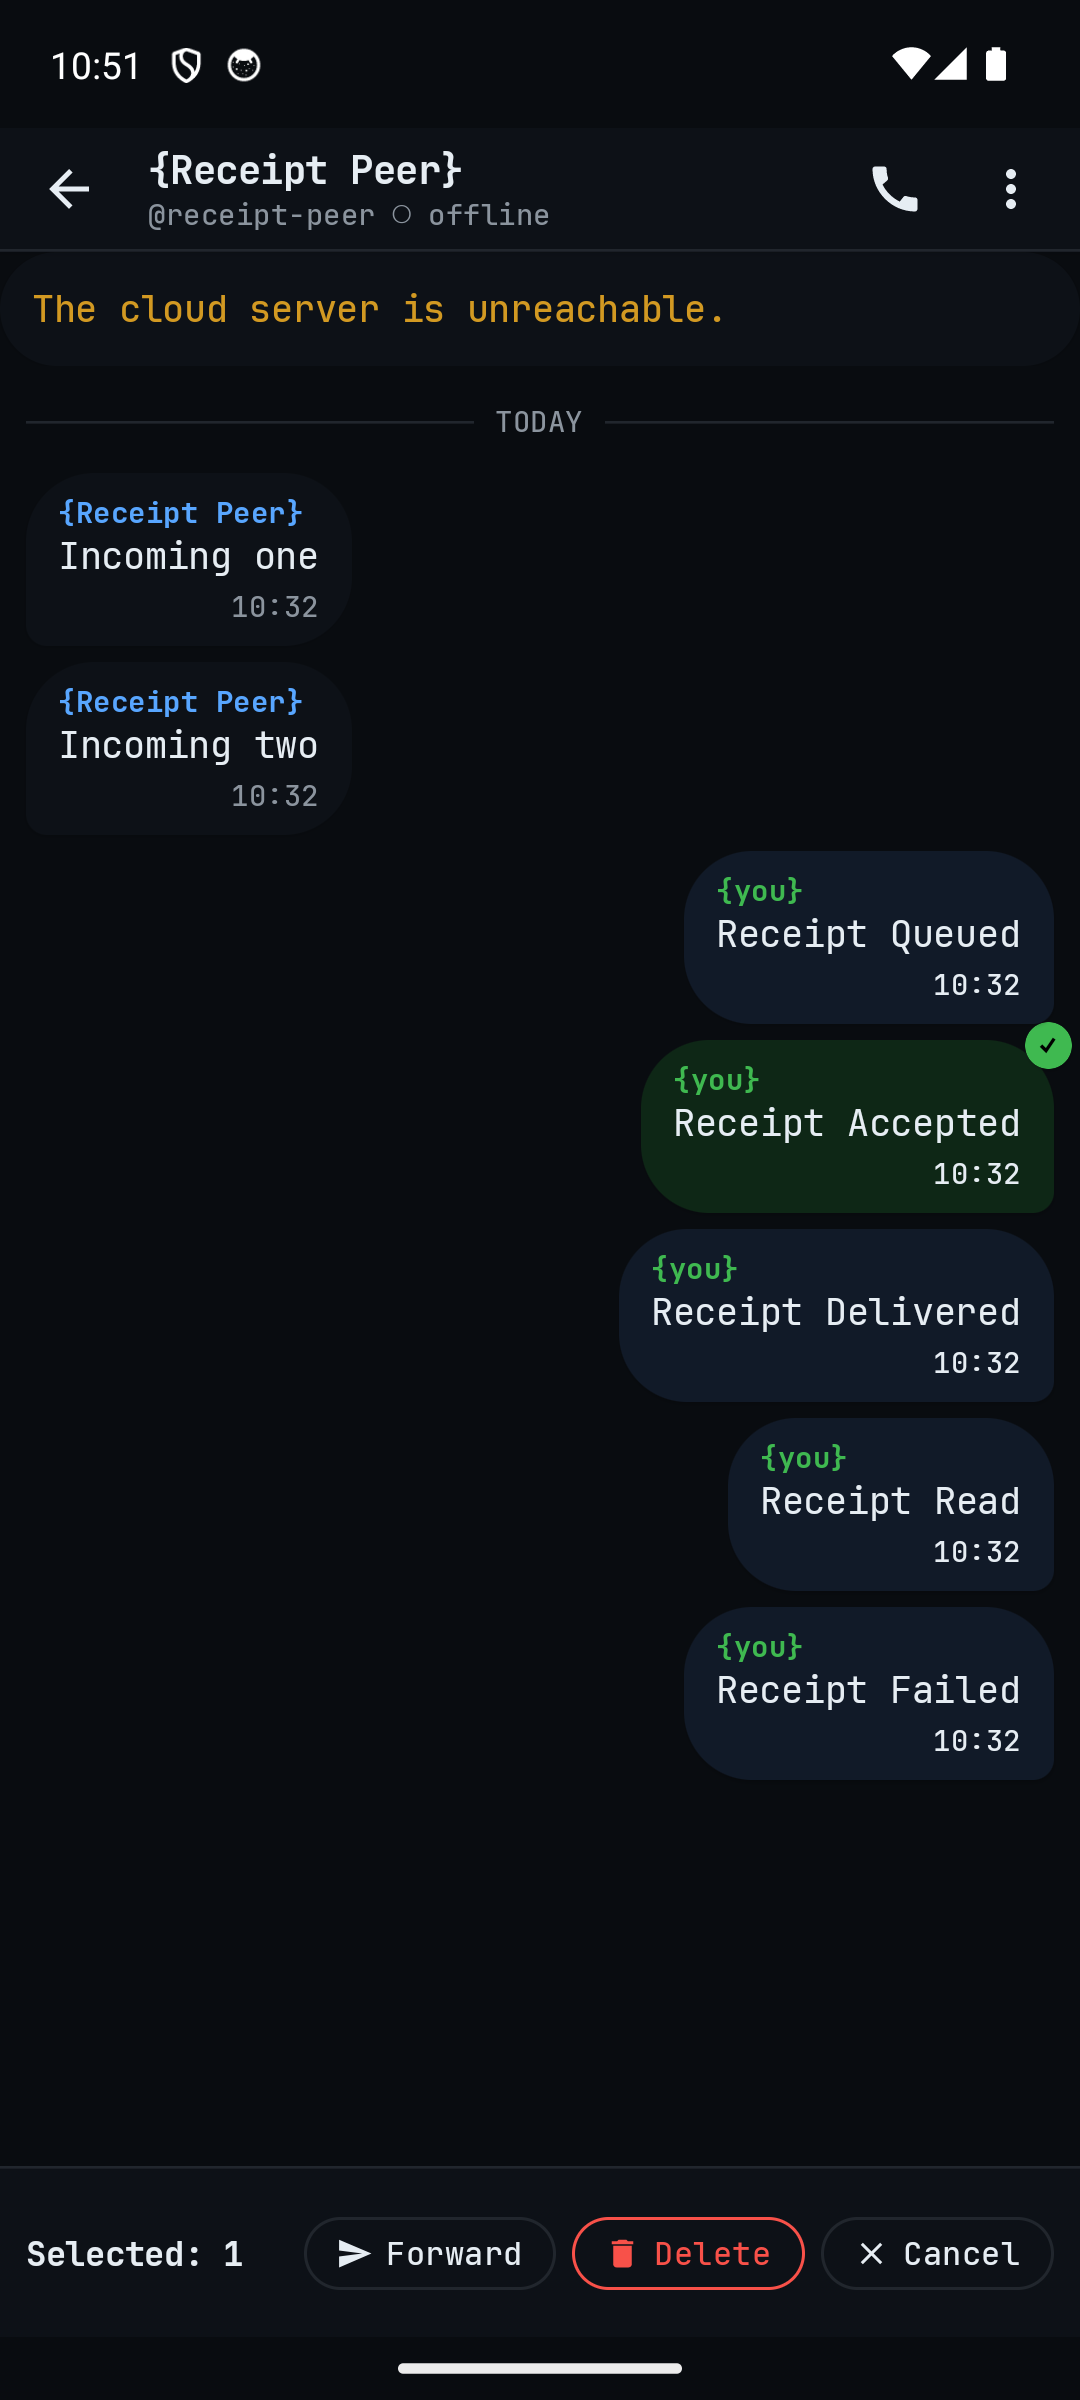 10:51
{Receipt Peer}
@receipt-peer ○ offline
The cloud server is unreachable.
TODAY
{Receipt Peer}
Incoming one
10:32
{Receipt Peer}
Incoming two
10:32
{you}
Receipt Queued
10:32
{you}
Receipt Accepted
10:32
{you}
Receipt Delivered
10:32
{you}
Receipt Read
10:32
{you}
Receipt Failed
10:32
Selected: 1 Forward Delete Cancel